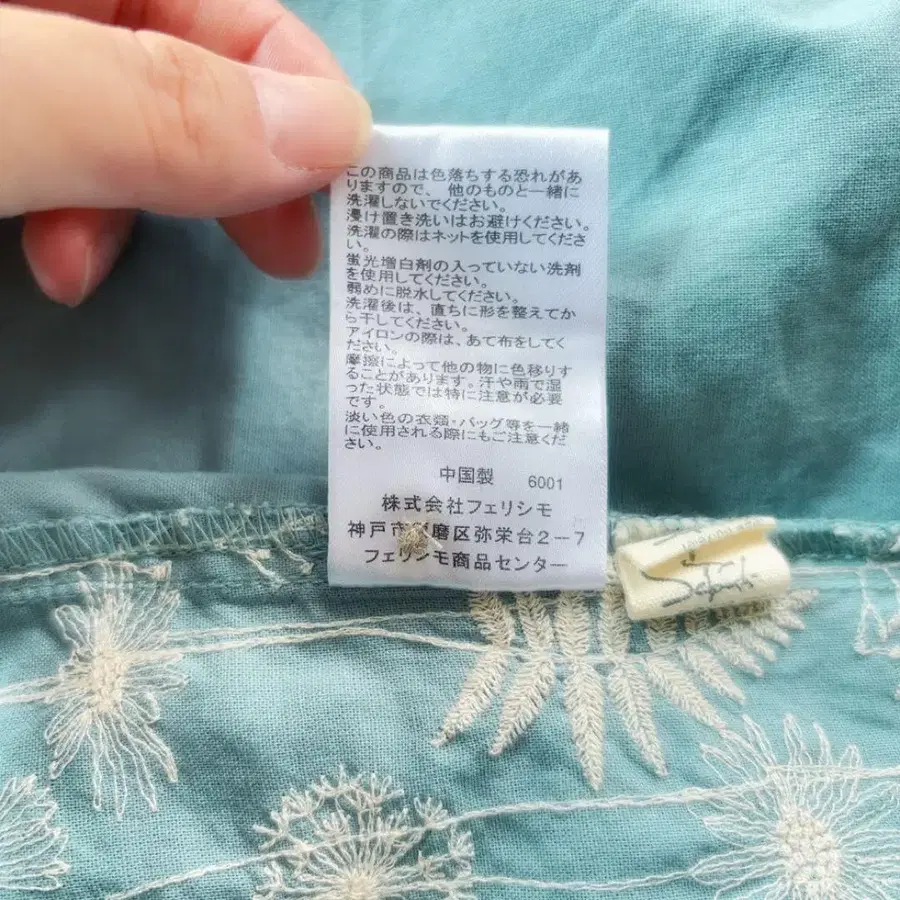 この商品は色落ちする恐れがあ
りますので、他のものと一緒に
洗濯しないでください。
浸け置き洗いはお避けください。
洗濯の際はネットを使用してくださ
い。
蛍光増白剤の入っていない洗剤
を使用してください。
弱めに脱水してください。
洗濯後は、直ちに形を整えてか
ら干してください。
アイロンの際は、あて布をしてく
ださい。
摩擦によって他の物に色移りす
ることがあります。汗や雨で湿
った状態では特に注意が必要
です。
淡い色の衣類・バッグ等を一緒
に使用される際にもご注意くだ
さい。
中国製 6001
株式会社フェリシモ
神戸市 磨区弥栄台2-7
フェリシモ商品センター